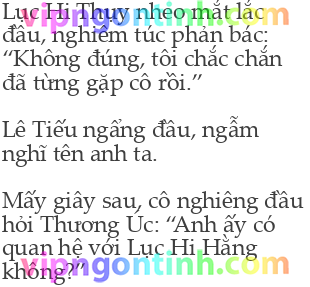 Lục Hi Thụy nheo mắt lắc
đầu, nghiêm túc phản bác:
“Không đúng, tôi chắc chắn
đã từng gặp cô rồi.”
Lê Tiếu ngẩng đầu, ngẫm
nghĩ tên anh ta.
Mấy giây sau, cô nghiêng đầu
hỏi Thương Úc: “Anh ấy có
quan hệ với Lục Hi Hằng
không?”
vipngontinh.com
vipngontinh.com